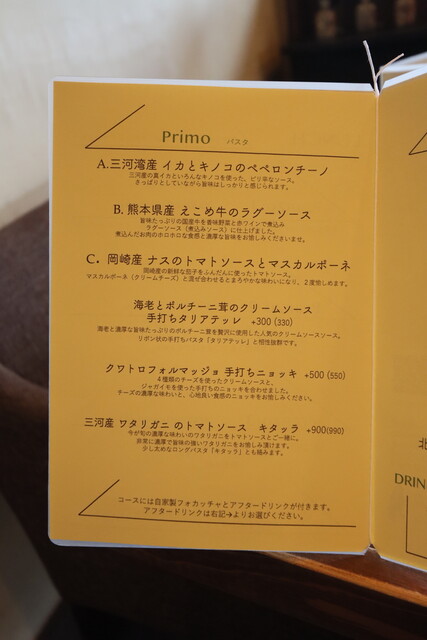 Primo パスタ
A.三河湾産 イカとキノコのペペロンチーノ
三河産の真イカといろんなキノコを使った、ピリ辛なソース。
さっぱりとしていながら旨味はしっかりと感じられます。
B. 熊本県産 えこめ牛のラグーソース
旨味たっぷりの国産牛を香味野菜と赤ワインで煮込み
ラグーソース（煮込みソース）に仕上げました。
煮込んだお肉のホロホロな食感と濃厚な旨味をお愉しみくださいませ。
C．岡崎産 ナスのトマトソースとマスカルポーネ
岡崎産の新鮮な茄子をふんだんに使ったトマトソース。
マスカルポーネ（クリームチーズ）と混ぜ合わせるとまろやかな味わいになり、２度愉しめます。
海老とポルチーニ茸のクリームソース
手打ちタリアテッレ +300 (330)
海老と濃厚な旨味たっぷりのポルチーニ茸を贅沢に使用した人気のクリームソースソース。
リボン状の手打ちパスタ「タリアテッレ」と相性抜群です。
クワトロフォルマッジョ 手打ちニョッキ +500 (550)
４種類のチーズを使ったクリームソースと、
ジャガイモを使った手打ちのニョッキを合わせました。
チーズの濃厚な味わいと、心地良い食感のニョッキをお愉しみください。
三河産 ワタリガニ のトマトソース キタッラ +900(990)
今が旬の濃厚な味わいのワタリガニをトマトソースとご一緒に。
非常に濃厚で旨味の強いワタリガニをお愉しみ頂けます。
少し太めなロングパスタ「キタッラ」とも絡みます。
コースには自家製フォカッチャとアフタードリンクが付きます。
アフタードリンクは右記→よりお選びください。
北
DRIN